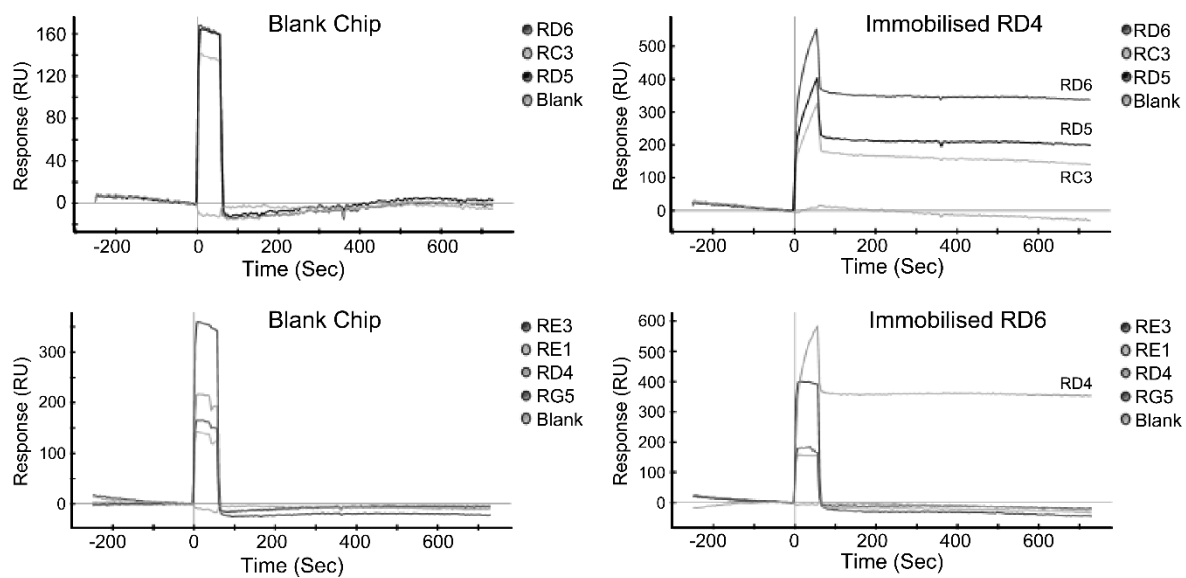 Blank Chip
160
120
80
40
0
Response (RU)
-200 0 200 400 600
Time (Sec)
RD6
RC3
RD5
Blank
Immobilised RD4
500
400
300
200
100
0
Response (RU)
-200 0 200 400 600
Time (Sec)
RD6
RD5
RC3
RD6
RC3
RD5
Blank
Blank Chip
300
200
100
0
Response (RU)
-200 0 200 400 600
Time (Sec)
RE3
RE1
RD4
RG5
Blank
Immobilised RD6
600
500
400
300
200
100
0
Response (RU)
-200 0 200 400 600
Time (Sec)
RD4
RE3
RE1
RD4
RG5
Blank